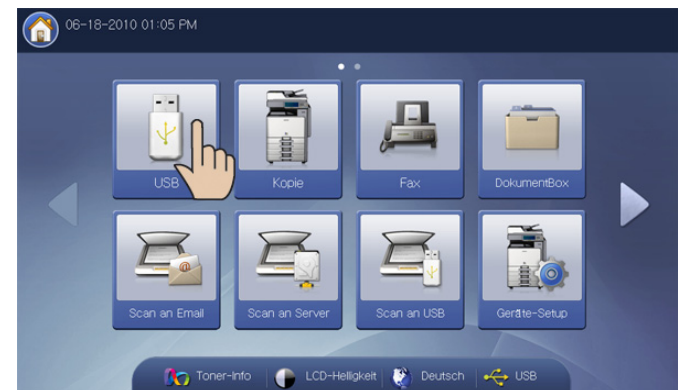 06-18-2010 01:05 PM
USB
Kopie
Fax
DokumentBox
Scan an Email
Scan an Server
Scan an USB
Geräte-Setup
Toner-Info
LCD-Helligkeit
Deutsch
USB